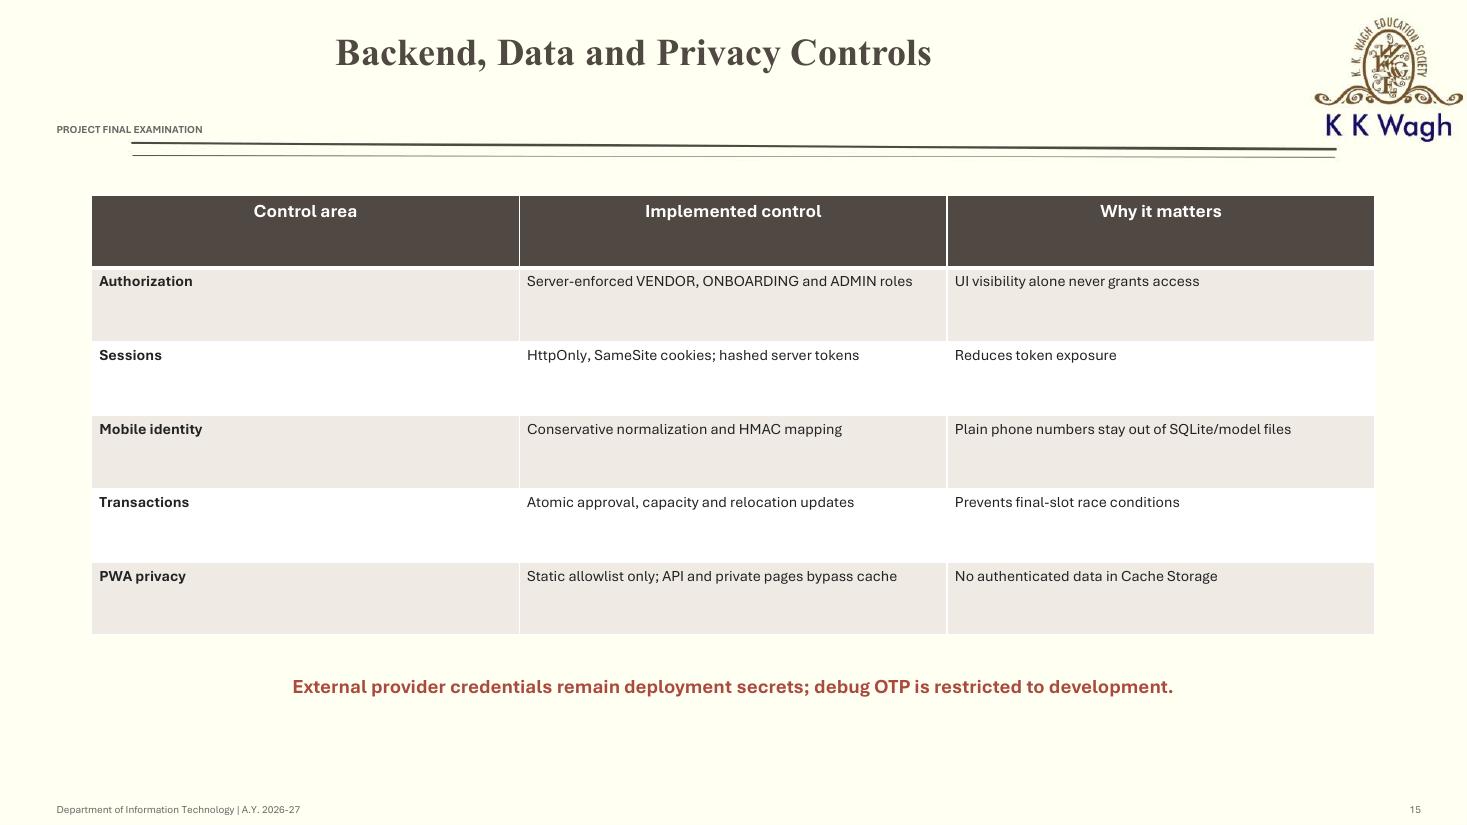 Backend, Data and Privacy Controls
K. K. WAGH EDUCATION SOCIETY
K K Wagh
PROJECT FINAL EXAMINATION
Control area Implemented control Why it matters
Authorization Server-enforced VENDOR, ONBOARDING and ADMIN roles UI visibility alone never grants access
Sessions HttpOnly, SameSite cookies; hashed server tokens Reduces token exposure
Mobile identity Conservative normalization and HMAC mapping Plain phone numbers stay out of SQLite/model files
Transactions Atomic approval, capacity and relocation updates Prevents final-slot race conditions
PWA privacy Static allowlist only; API and private pages bypass cache No authenticated data in Cache Storage
External provider credentials remain deployment secrets; debug OTP is restricted to development.
Department of Information Technology | A.Y. 2026-27 15